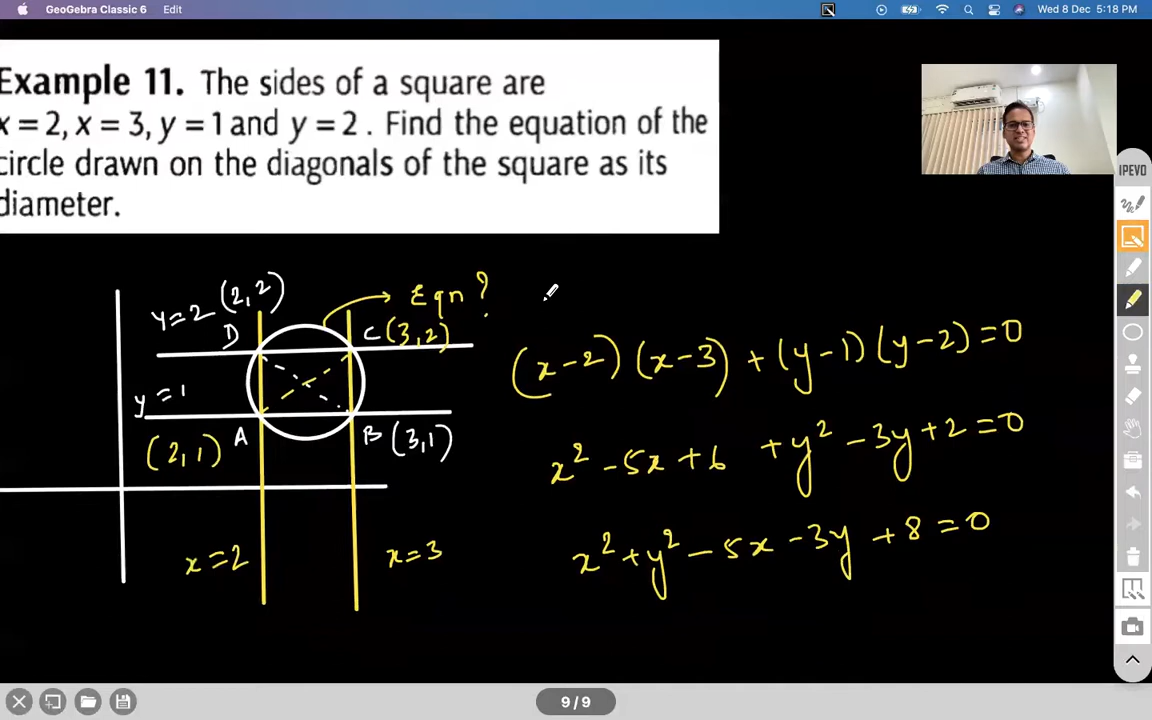 GeoGebra Classic 6 Edit
Wed 8 Dec 5:18 PM
Example 11. The sides of a square are
x = 2, x = 3, y = 1 and y = 2 . Find the equation of the
circle drawn on the diagonals of the square as its
diameter.
IPEVO
y=2 (2,2)
Eqn ?
D
C (3,2)
y=1
(2,1) A
B (3,1)
x=2
x=3
(x-2)(x-3)+(y-1)(y-2)=0
x² -5x+6 +y² -3y+2=0
x²+y²-5x-3y+8=0
9 / 9